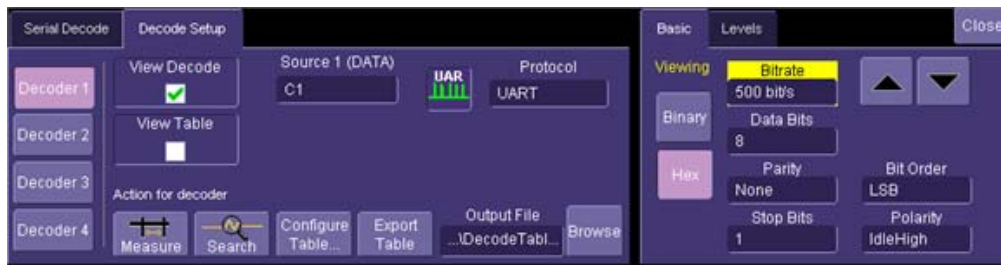 Serial Decode
Decode Setup
Decoder 1
Decoder 2
Decoder 3
Decoder 4
View Decode
View Table
Source 1 (DATA)
C1
UAR
Protocol
UART
Action for decoder
Measure
Search
Configure
Table...
Export
Table
Output File
...\DecodeTabl...
Browse
Basic
Levels
Close
Viewing
Binary
Hex
Bitrate
500 bit/s
Data Bits
8
Parity
None
Stop Bits
1
Bit Order
LSB
Polarity
IdleHigh